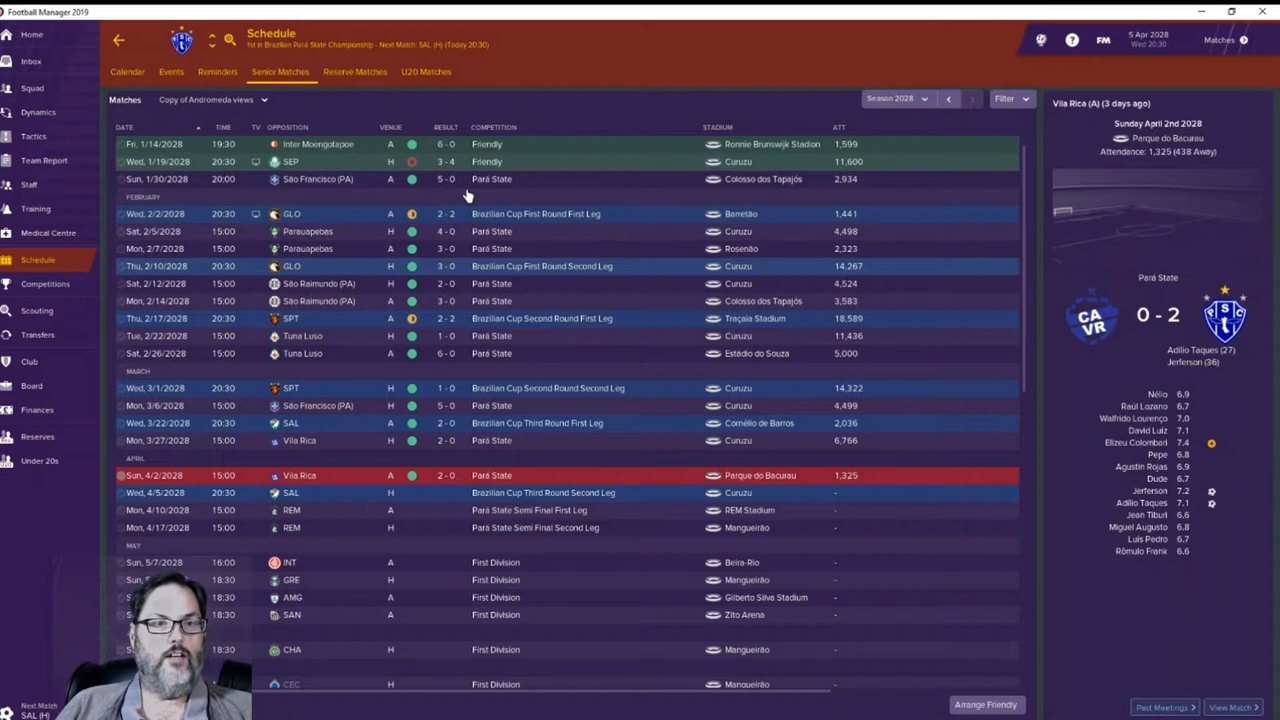 Football Manager 2019
Home
Inbox
Squad
Dynamics
Tactics
Team Report
Staff
Training
Medical Centre
Schedule
Competitions
Scouting
Transfers
Club
Board
Finances
Reserves
Under 20s
Next Match
SAL (H)
Schedule
1st in Brazilian Pará State Championship - Next Match: SAL (H) (Today 20:30)
FM
5 Apr 2028
Wed 20:30
Matches
Calendar Events Reminders Senior Matches Reserve Matches U20 Matches
Matches Copy of Andromeda views Season 2028 Filter
DATE TIME TV OPPOSITION VENUE RESULT COMPETITION STADIUM ATT
Fri, 1/14/2028 19:30 Inter Moengotapoe A 6 - 0 Friendly Ronnie Brunswijk Stadion 1,599
Wed, 1/19/2028 20:30 SEP H 3 - 4 Friendly Curuzu 11,600
Sun, 1/30/2028 20:00 São Francisco (PA) A 5 - 0 Pará State Colosso dos Tapajós 2,934
FEBRUARY
Wed, 2/2/2028 20:30 GLO A 2 - 2 Brazilian Cup First Round First Leg Barretão 1,441
Sat, 2/5/2028 15:00 Parauapebas H 4 - 0 Pará State Curuzu 4,498
Mon, 2/7/2028 15:00 Parauapebas A 3 - 0 Pará State Rosenão 2,323
Thu, 2/10/2028 20:30 GLO H 3 - 0 Brazilian Cup First Round Second Leg Curuzu 14,267
Sat, 2/12/2028 15:00 São Raimundo (PA) H 2 - 0 Pará State Curuzu 4,524
Mon, 2/14/2028 15:00 São Raimundo (PA) A 3 - 0 Pará State Colosso dos Tapajós 3,583
Thu, 2/17/2028 20:30 SPT A 2 - 2 Brazilian Cup Second Round First Leg Traçaia Stadium 18,589
Tue, 2/22/2028 15:00 Tuna Luso H 1 - 0 Pará State Curuzu 11,436
Sat, 2/26/2028 15:00 Tuna Luso A 6 - 0 Pará State Estádio do Souza 5,000
MARCH
Wed, 3/1/2028 20:30 SPT H 1 - 0 Brazilian Cup Second Round Second Leg Curuzu 14,322
Mon, 3/6/2028 15:00 São Francisco (PA) H 5 - 0 Pará State Curuzu 4,499
Wed, 3/22/2028 20:30 SAL A 2 - 0 Brazilian Cup Third Round First Leg Cornélio de Barros 2,036
Mon, 3/27/2028 15:00 Vila Rica H 2 - 0 Pará State Curuzu 6,766
APRIL
Sun, 4/2/2028 15:00 Vila Rica A 2 - 0 Pará State Parque do Bacurau 1,325
Wed, 4/5/2028 20:30 SAL H Brazilian Cup Third Round Second Leg Curuzu -
Mon, 4/10/2028 15:00 REM A Pará State Semi Final First Leg REM Stadium -
Mon, 4/17/2028 15:00 REM H Pará State Semi Final Second Leg Mangueirão -
MAY
Sun, 5/7/2028 16:00 INT A First Division Beira-Rio -
Sun, 5 18:30 GRE H First Division Mangueirão -
18:30 AMG A First Division Gilberto Silva Stadium -
18:30 SAN A First Division Zito Arena -
18:30 CHA H First Division Mangueirão -
CEC H First Division Mangueirão -
Arrange Friendly
Vila Rica (A) (3 days ago)
Sunday April 2nd 2028
Parque do Bacurau
Attendance: 1,325 (438 Away)
Pará State
CA
VR
0 - 2
PSC
Adílio Taques (27)
Jerferson (36)
Nélio 6.9
Raúl Lozano 6.7
Walfrido Lourenço 7.0
David Luiz 7.1
Elizeu Colombari 7.4
Pepe 6.8
Agustín Rojas 6.9
Dude 6.7
Jerferson 7.2
Adílio Taques 7.1
Jean Tiburi 6.6
Miguel Augusto 6.8
Luis Pedro 6.7
Rômulo Frank 6.6
Past Meetings View Match